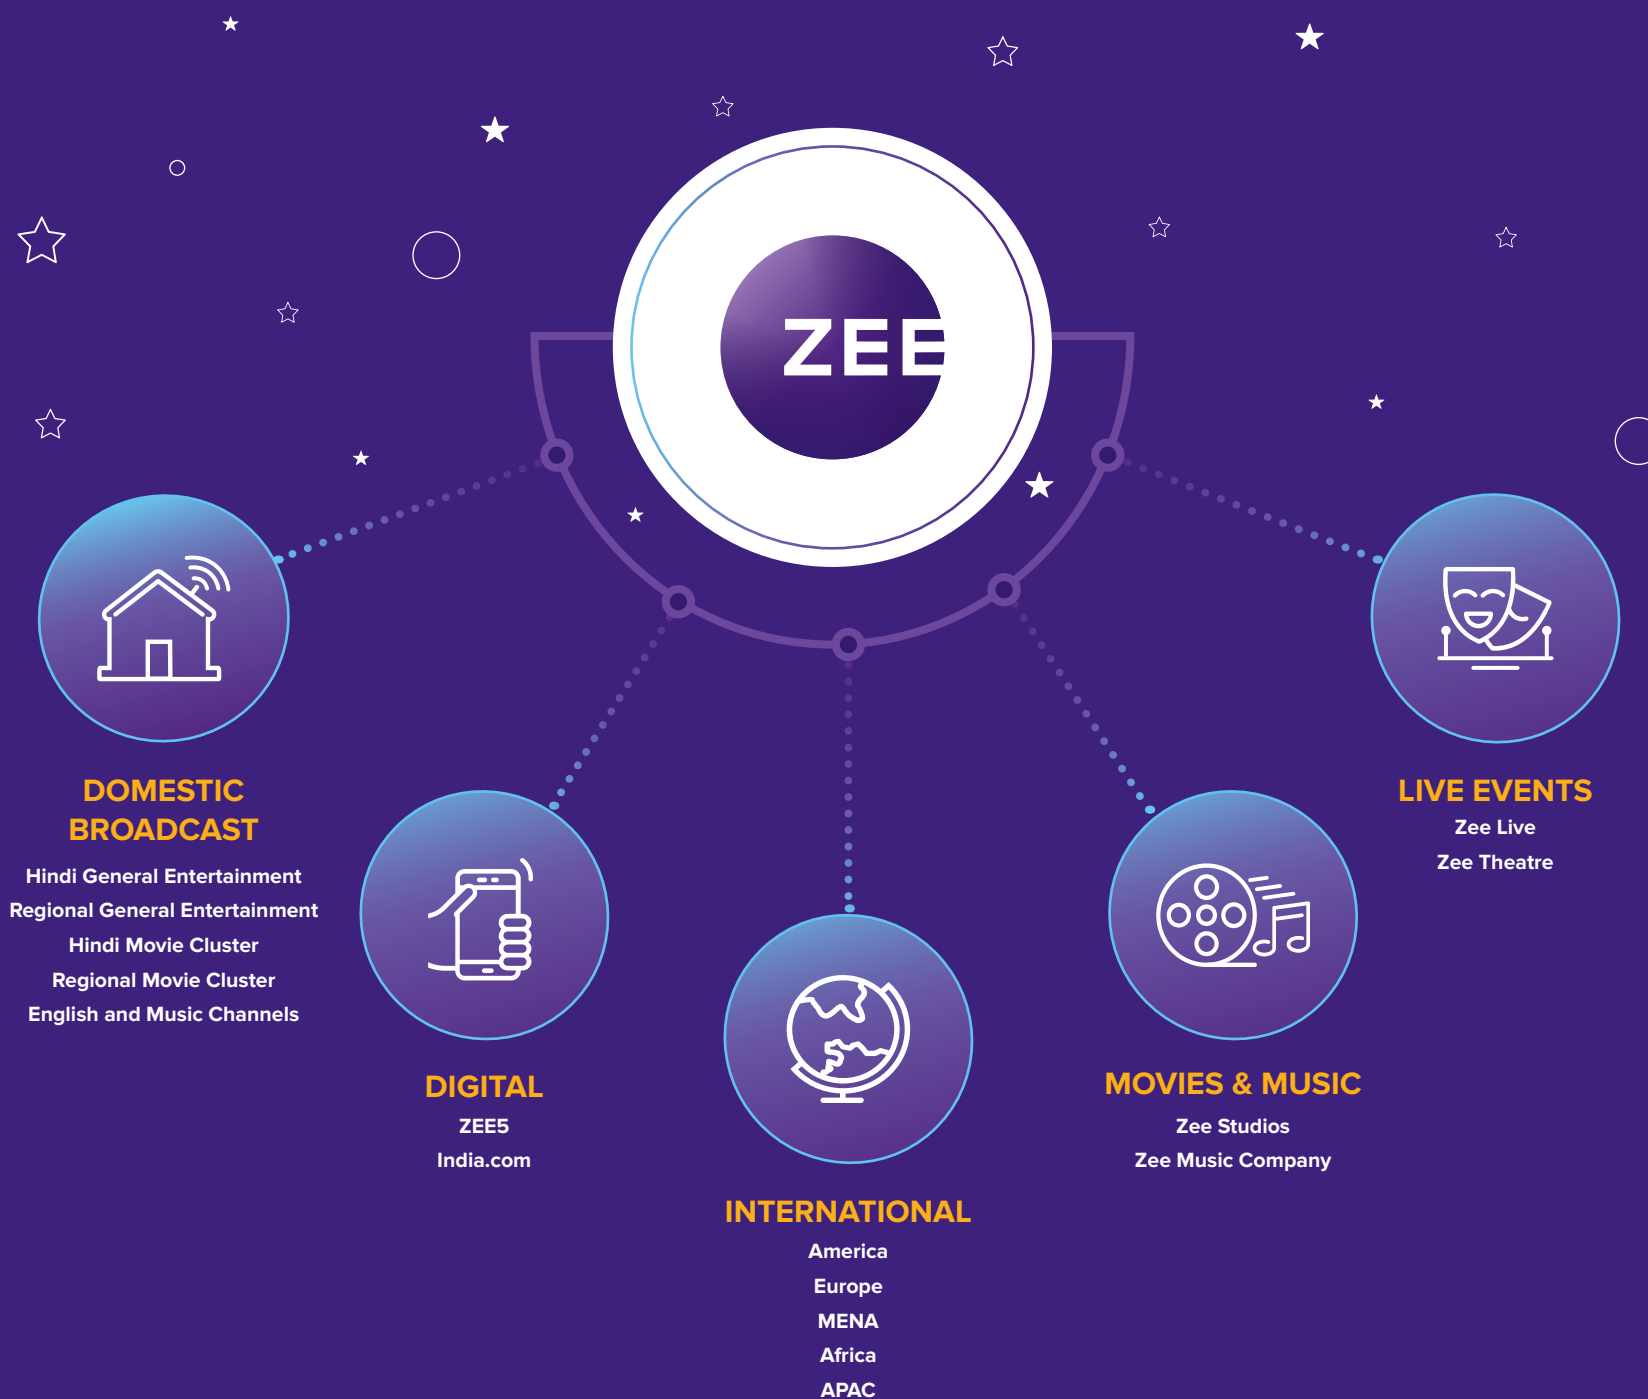 ZEE
DOMESTIC
BROADCAST
Hindi General Entertainment
Regional General Entertainment
Hindi Movie Cluster
Regional Movie Cluster
English and Music Channels
DIGITAL
ZEE5
India.com
INTERNATIONAL
America
Europe
MENA
Africa
APAC
MOVIES & MUSIC
Zee Studios
Zee Music Company
LIVE EVENTS
Zee Live
Zee Theatre